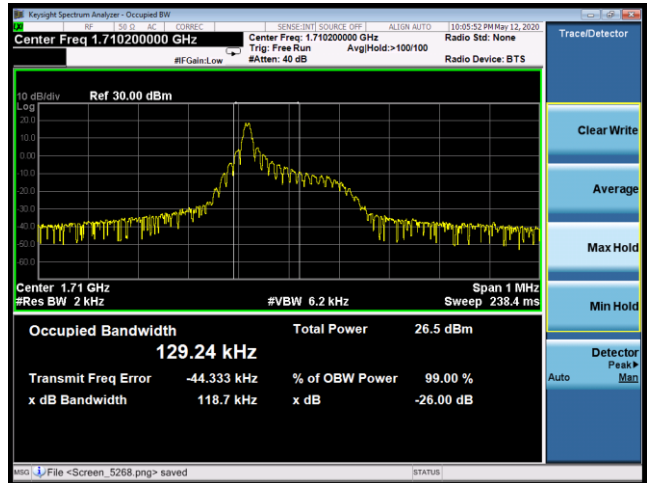 Keysight Spectrum Analyzer - Occupied BW
RF 50 Ω AC CORREC SENSE:INT SOURCE OFF ALIGN AUTO 10:05:52 PM May 12, 2020
Center Freq 1.710200000 GHz
Center Freq: 1.710200000 GHz
Radio Std: None
Trig: Free Run Avg|Hold:>100/100
#IFGain:Low #Atten: 40 dB Radio Device: BTS
10 dB/div Ref 30.00 dBm
Log
20.0
10.0
0.00
-10.0
-20.0
-30.0
-40.0
-50.0
-60.0
Center 1.71 GHz Span 1 MHz
#Res BW 2 kHz #VBW 6.2 kHz Sweep 238.4 ms
Occupied Bandwidth Total Power 26.5 dBm
129.24 kHz
Transmit Freq Error -44.333 kHz % of OBW Power 99.00 %
x dB Bandwidth 118.7 kHz x dB -26.00 dB
MSG File <Screen_5268.png> saved STATUS
Trace/Detector
Clear Write
Average
Max Hold
Min Hold
Detector
Peak▶
Auto Man